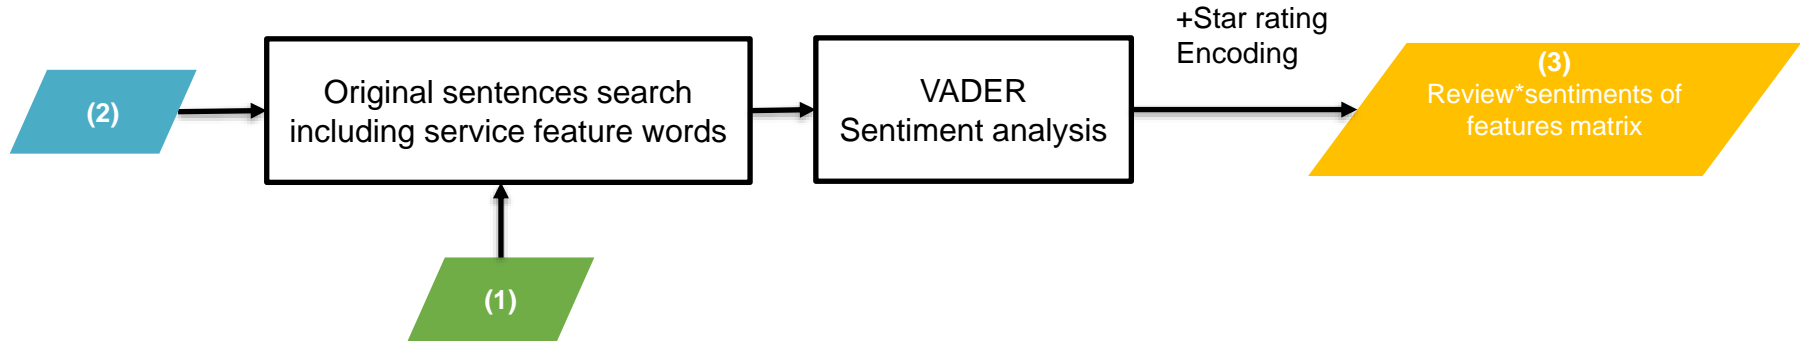 (2)
Original sentences search
including service feature words
VADER
Sentiment analysis
+Star rating
Encoding
(3)
Review*sentiments of
features matrix
(1)